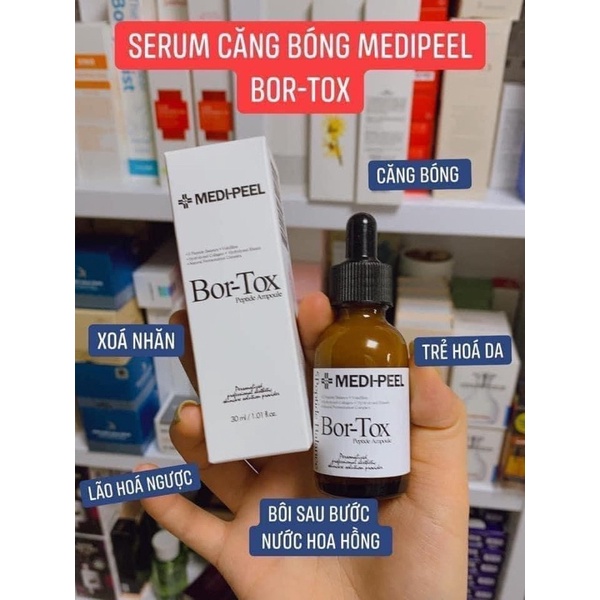 SERUM CĂNG BÓNG MEDIPEEL
BOR-TOX
CĂNG BÓNG
MEDI-PEEL
Bor-Tox
Peptide Ampoule
30 ml / 1.01 fl.oz.
XOÁ NHĂN
TRẺ HOÁ DA
MEDI-PEEL
Bor-Tox
Peptide Ampoule
LÃO HOÁ NGƯỢC
BÔI SAU BƯỚC
NƯỚC HOA HỒNG